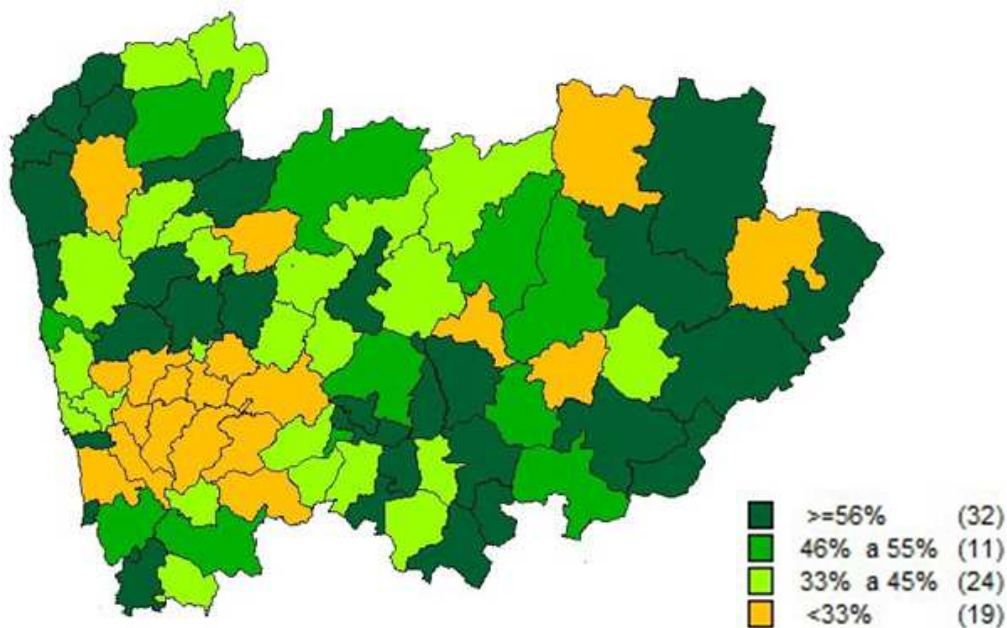 >=56% (32)
46% a 55% (11)
33% a 45% (24)
<33% (19)